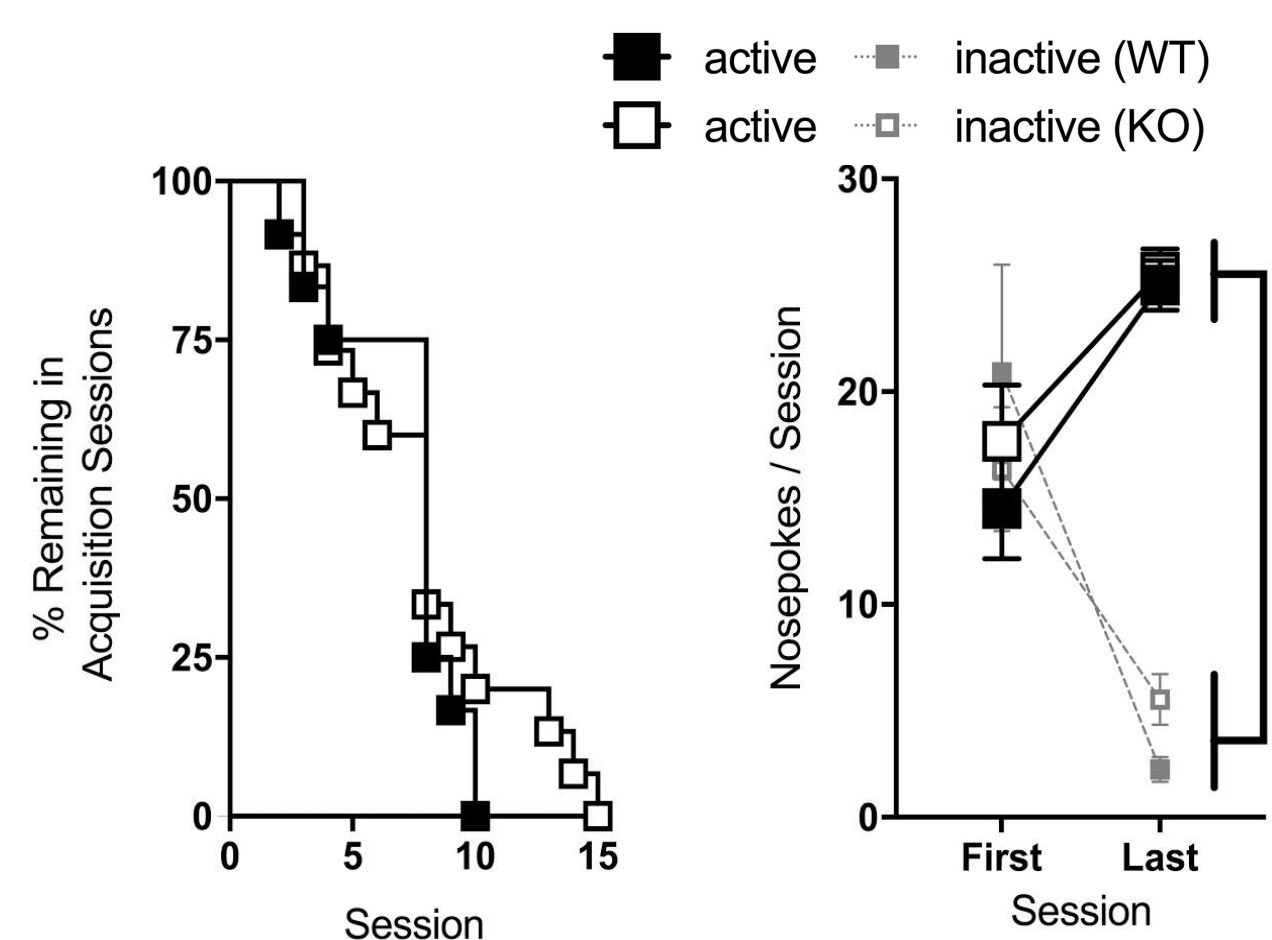 active inactive (WT)
active inactive (KO)
% Remaining in
Acquisition Sessions
100
75
50
25
0
0 5 10 15
Session
Nosepokes / Session
30
20
10
0
First Last
Session